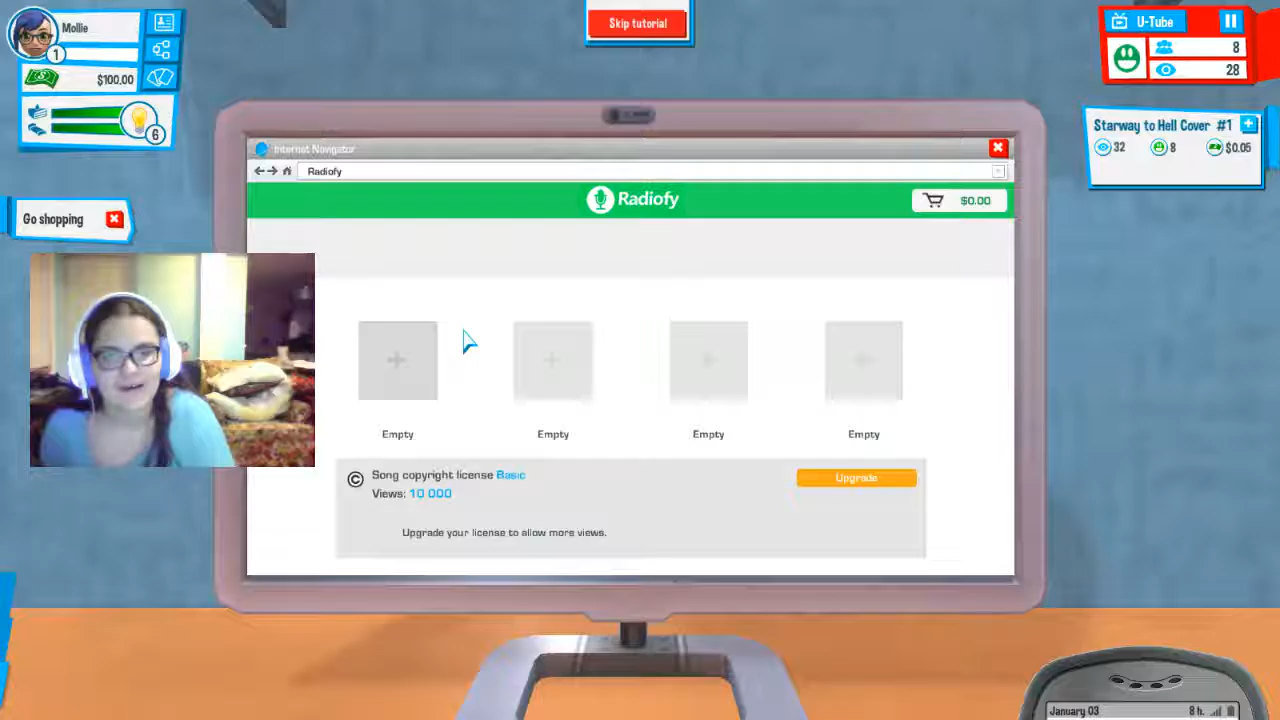 Mollie
1
$100.00
6
Skip tutorial
U-Tube
8
28
Starway to Hell Cover #1
32 8 $0.05
Go shopping
Internet Navigator
Radiofy
Radiofy
$0.00
Empty Empty Empty Empty
Song copyright license Basic
Views: 10 000
Upgrade
Upgrade your license to allow more views.
January 03 8 h.